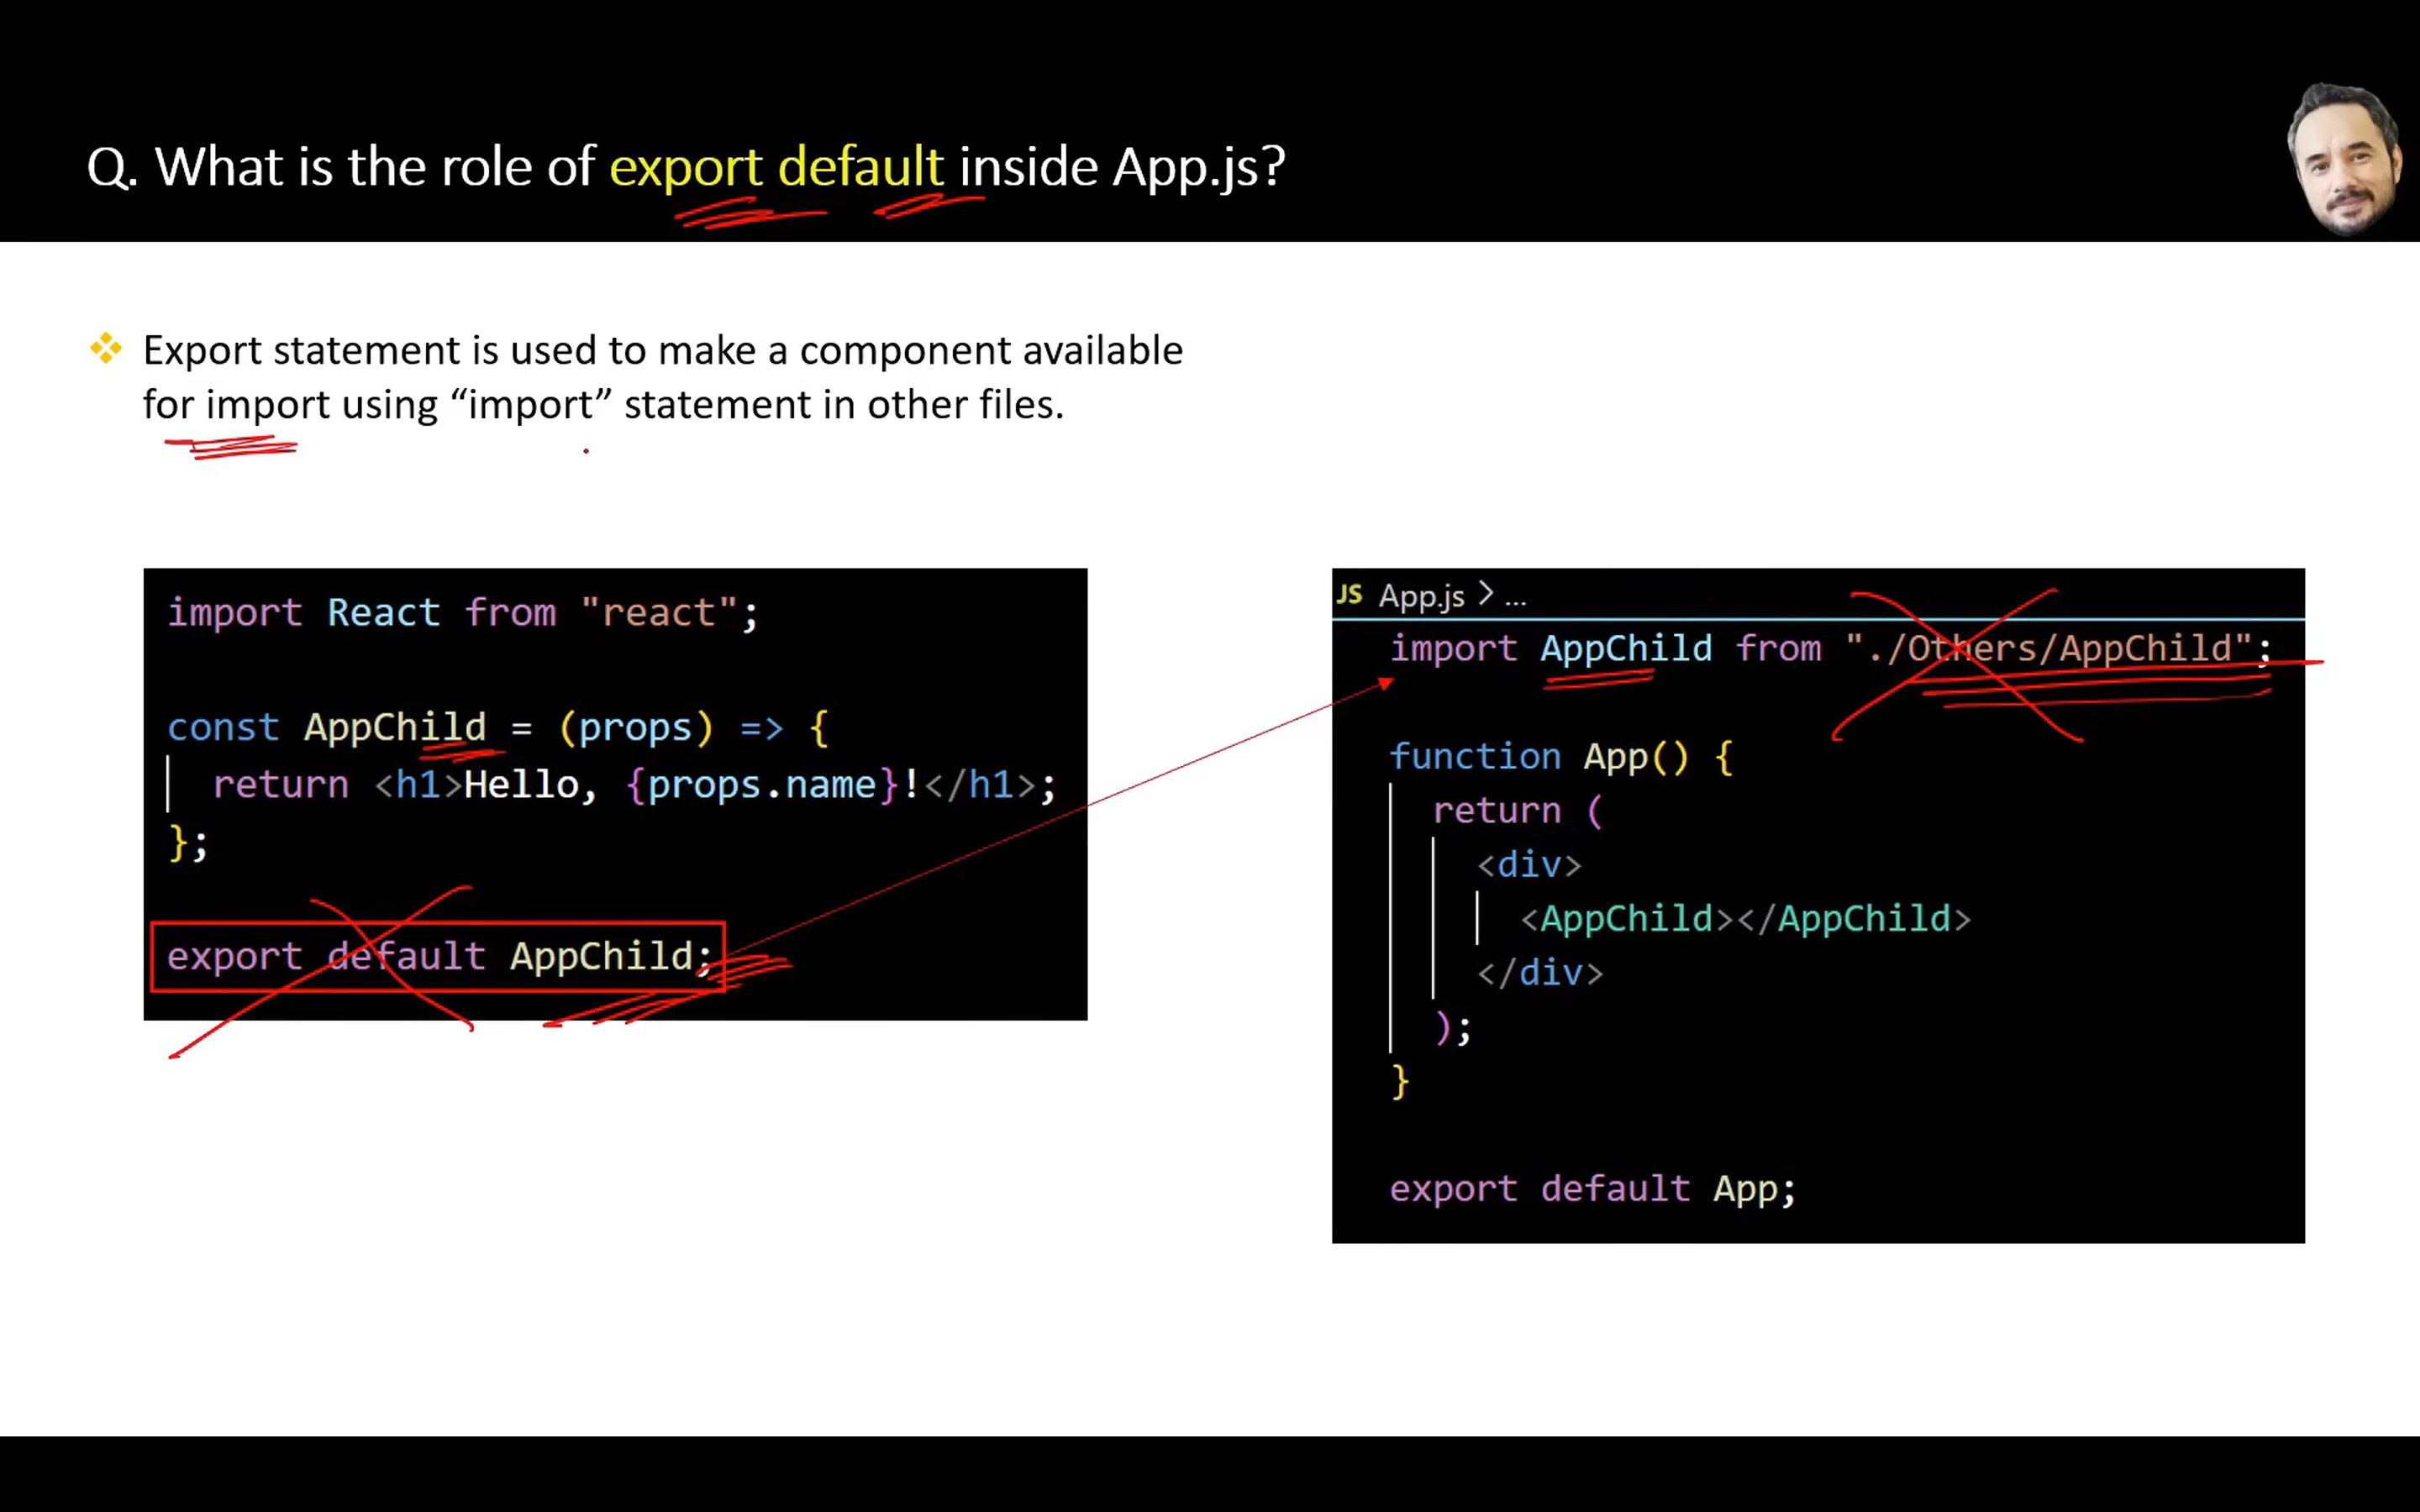 Q. What is the role of export default inside App.js?
Export statement is used to make a component available
for import using “import” statement in other files.
import React from "react";
const AppChild = (props) => {
return <h1>Hello, {props.name}!</h1>;
};
export default AppChild;
JS App.js > ...
import AppChild from "./Others/AppChild";
function App() {
return (
<div>
<AppChild></AppChild>
</div>
);
}
export default App;